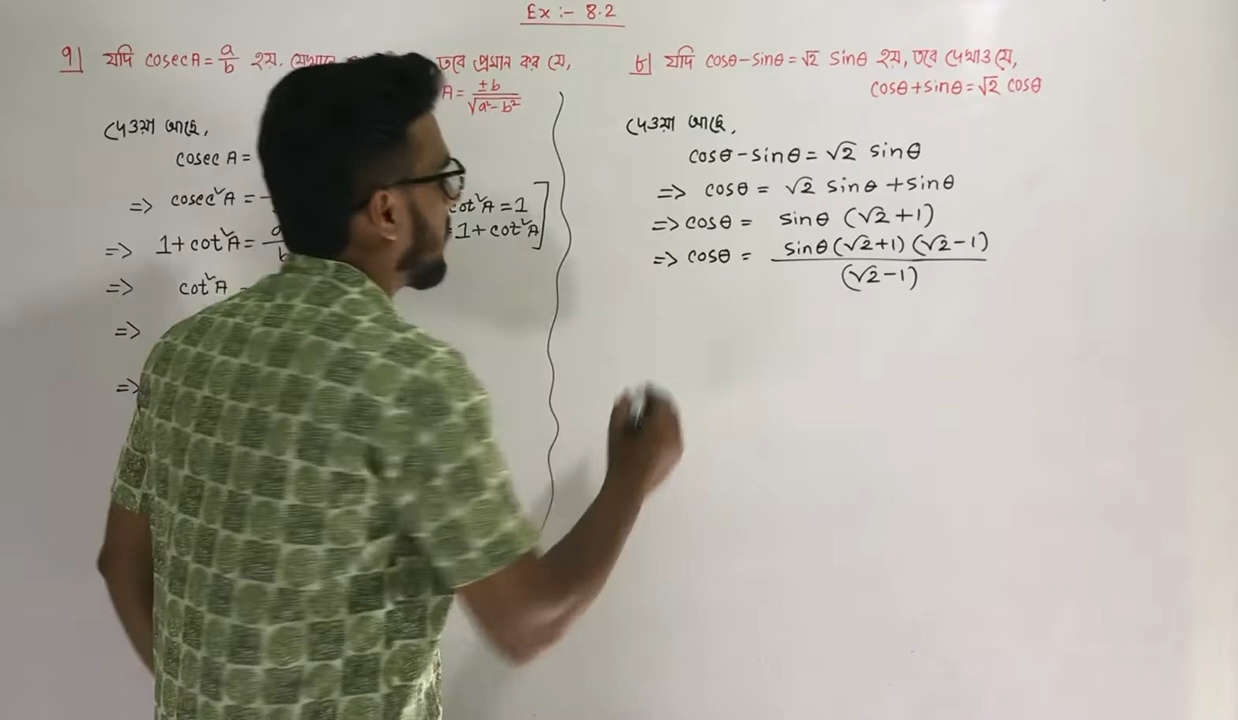 Ex :- 8.2
৭| যদি cosecA = a/b হয়, যেখানে তবে প্রমান কর যে,
A = ±b/√a²-b²
দেওয়া আছে,
cosec A =
=> cosec²A =
cot²A = 1
=> 1+cot²A =
= 1+cot²A]
=> cot²A =
=>
=>
৮| যদি cosθ-sinθ = √2 sinθ হয়, তবে দেখাও যে,
cosθ+sinθ = √2 cosθ
দেওয়া আছে,
cosθ-sinθ = √2 sinθ
=> cosθ = √2 sinθ +sinθ
=> cosθ = sinθ (√2+1)
=> cosθ = sinθ(√2+1) (√2-1)
(√2-1)